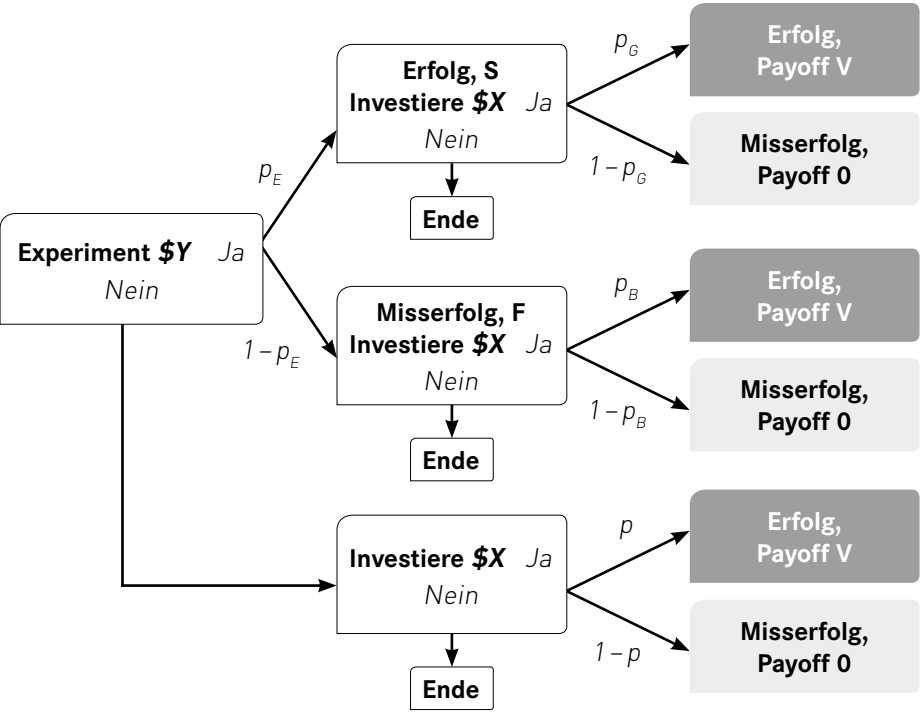 Experiment $Y Ja
Nein
p_E
1 – p_E
Erfolg, S
Investiere $X Ja
Nein
Ende
p_G
1 – p_G
Erfolg,
Payoff V
Misserfolg,
Payoff 0
Misserfolg, F
Investiere $X Ja
Nein
Ende
p_B
1 – p_B
Erfolg,
Payoff V
Misserfolg,
Payoff 0
Investiere $X Ja
Nein
Ende
p
1 – p
Erfolg,
Payoff V
Misserfolg,
Payoff 0